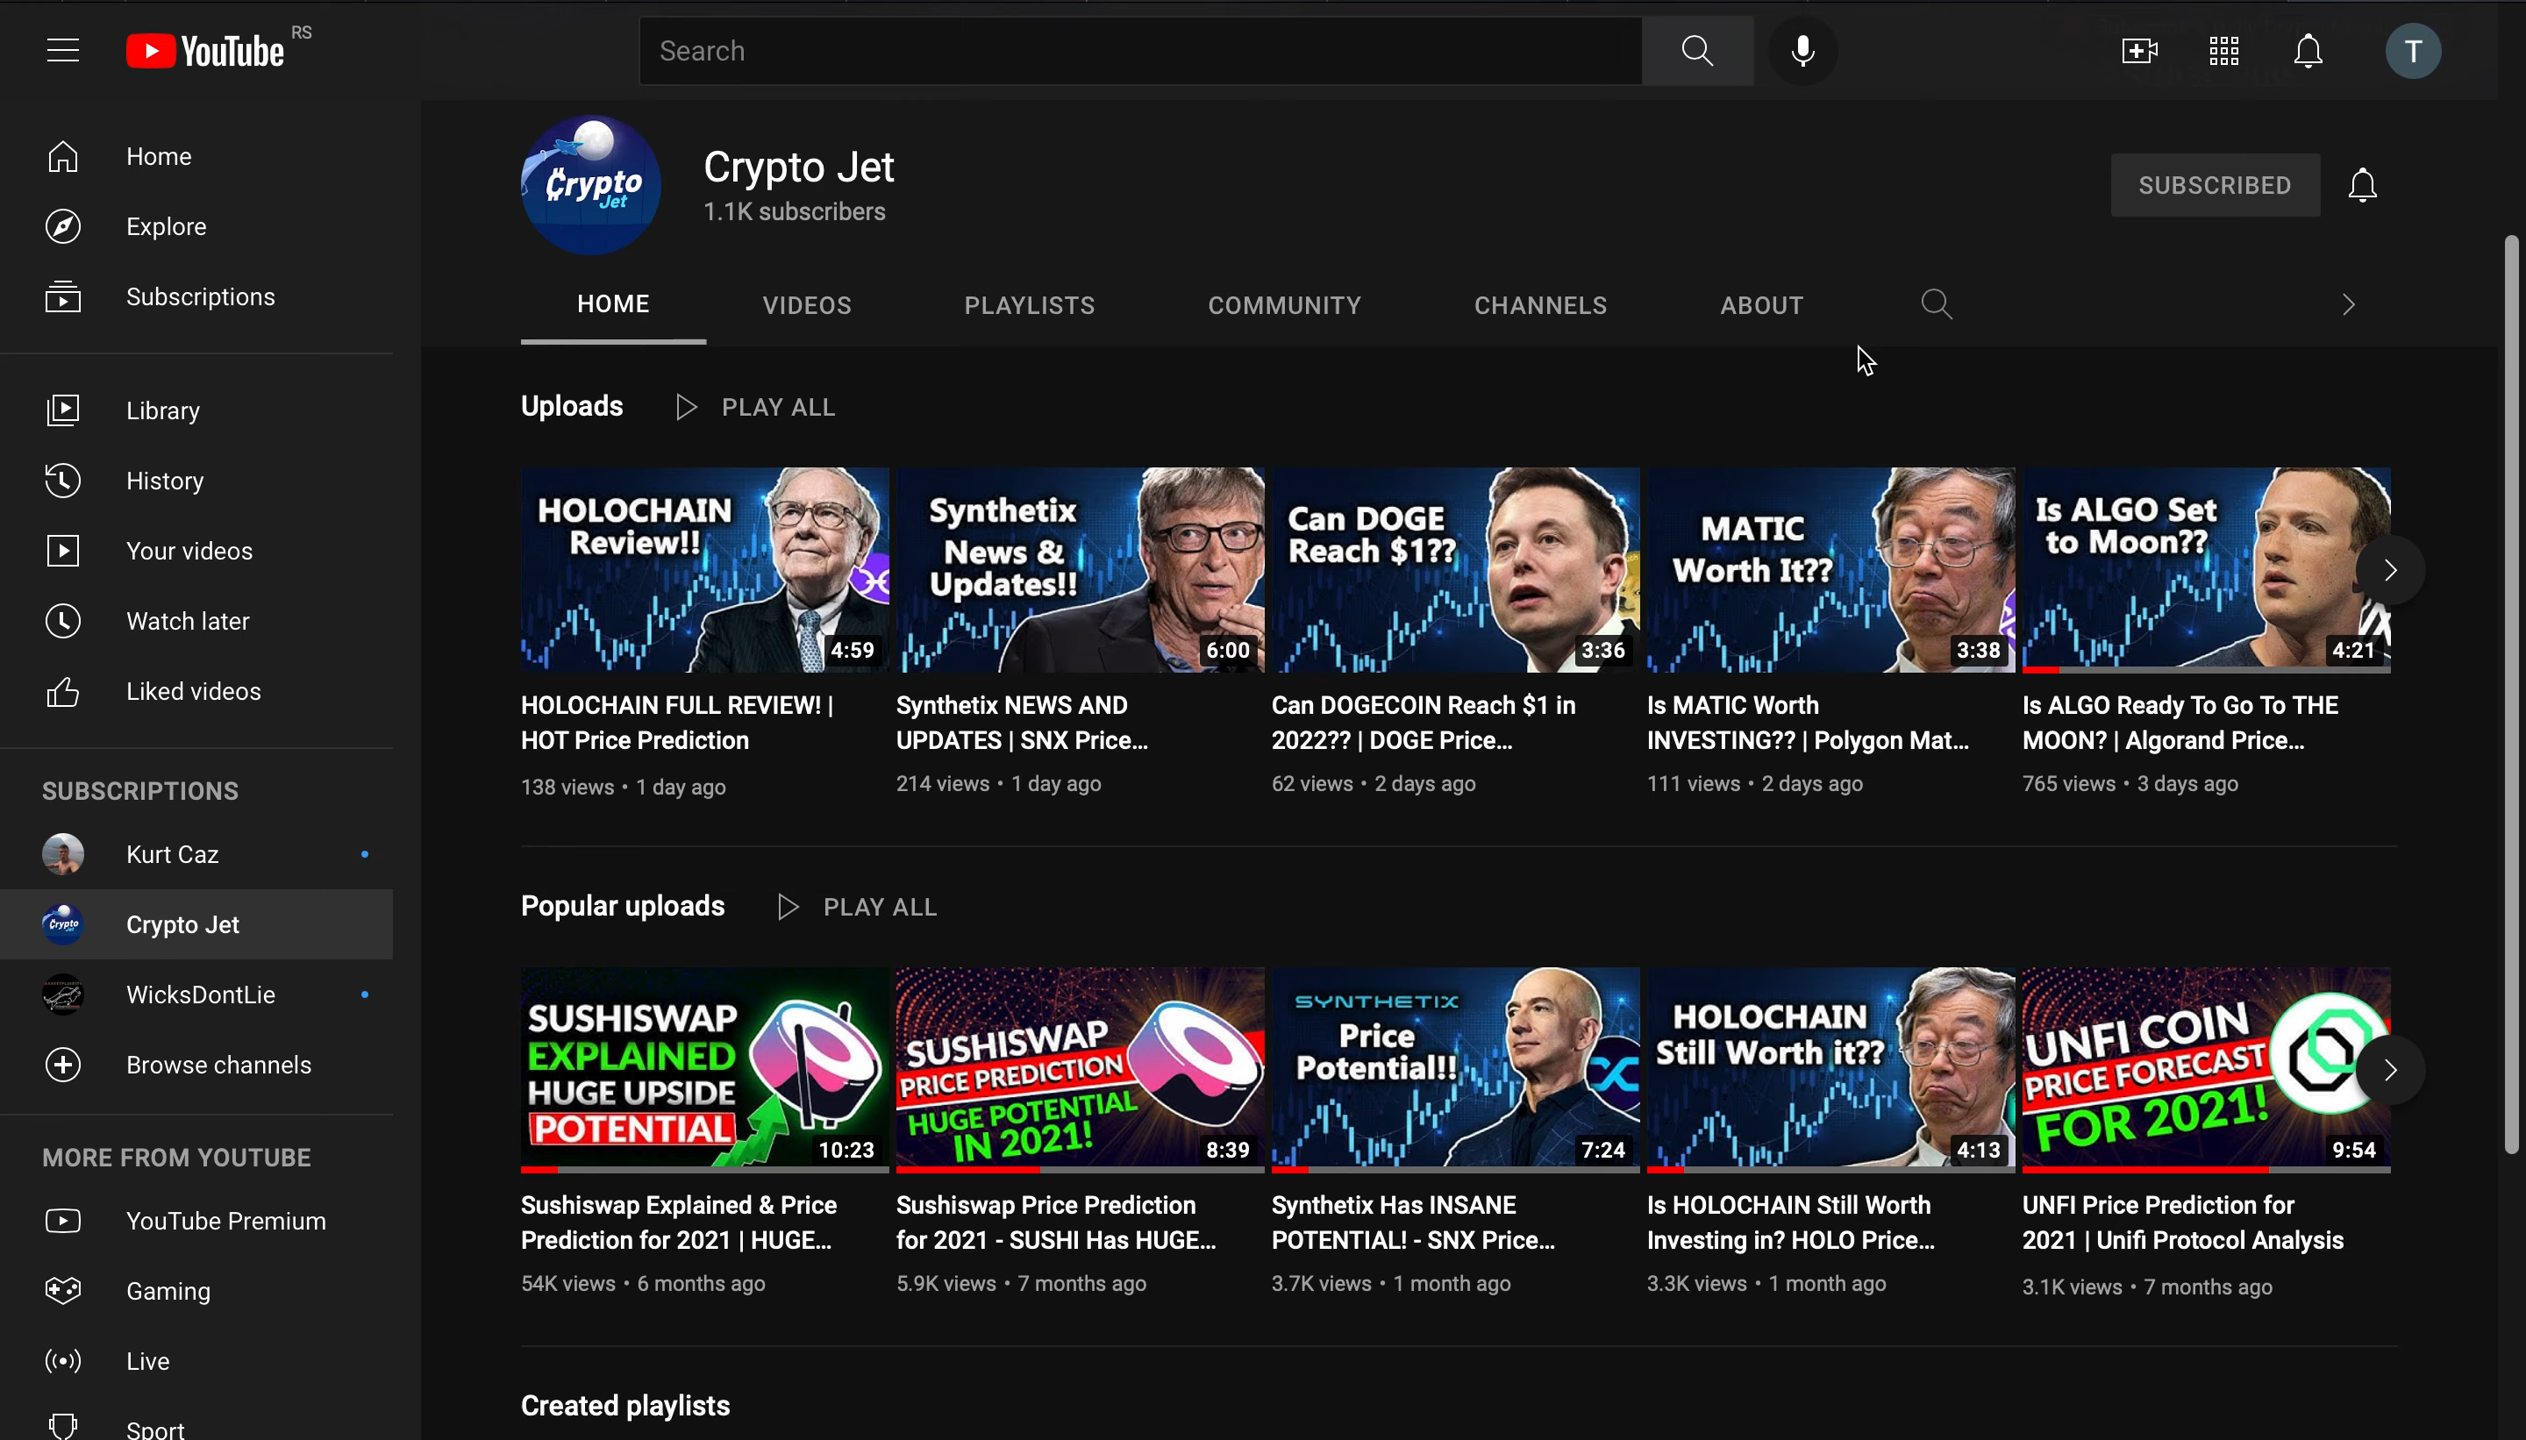 YouTube RS
Search
T
Home
Explore
Subscriptions
Library
History
Your videos
Watch later
Liked videos
SUBSCRIPTIONS
Kurt Caz
Crypto
Crypto Jet
WicksDontLie
Browse channels
MORE FROM YOUTUBE
YouTube Premium
Gaming
Live
Sport
Crypto
Jet
Crypto Jet
1.1K subscribers
SUBSCRIBED
HOME VIDEOS PLAYLISTS COMMUNITY CHANNELS ABOUT
Uploads PLAY ALL
HOLOCHAIN
Review!!
4:59
HOLOCHAIN FULL REVIEW! |
HOT Price Prediction
138 views • 1 day ago
Synthetix
News &
Updates!!
6:00
Synthetix NEWS AND
UPDATES | SNX Price...
214 views • 1 day ago
Can DOGE
Reach $1??
3:36
Can DOGECOIN Reach $1 in
2022?? | DOGE Price...
62 views • 2 days ago
MATIC
Worth It??
3:38
Is MATIC Worth
INVESTING?? | Polygon Mat...
111 views • 2 days ago
Is ALGO Set
to Moon??
4:21
Is ALGO Ready To Go To THE
MOON? | Algorand Price...
765 views • 3 days ago
Popular uploads PLAY ALL
SUSHISWAP
EXPLAINED
HUGE UPSIDE
POTENTIAL
10:23
Sushiswap Explained & Price
Prediction for 2021 | HUGE...
54K views • 6 months ago
SUSHISWAP
PRICE PREDICTION
HUGE POTENTIAL
IN 2021!
8:39
Sushiswap Price Prediction
for 2021 - SUSHI Has HUGE...
5.9K views • 7 months ago
SYNTHETIX
Price
Potential!!
7:24
Synthetix Has INSANE
POTENTIAL! - SNX Price...
3.7K views • 1 month ago
HOLOCHAIN
Still Worth it??
4:13
Is HOLOCHAIN Still Worth
Investing in? HOLO Price...
3.3K views • 1 month ago
UNFI COIN
PRICE FORECAST
FOR 2021!
9:54
UNFI Price Prediction for
2021 | Unifi Protocol Analysis
3.1K views • 7 months ago
Created playlists